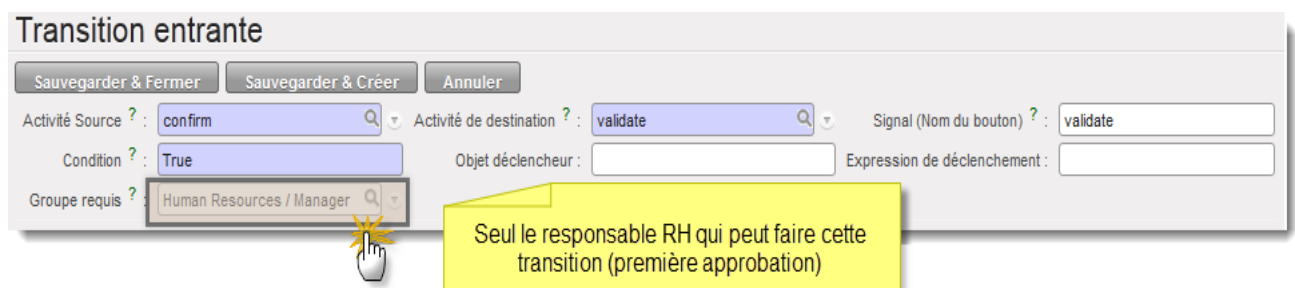 Transition entrante
Sauvegarder & Fermer Sauvegarder & Créer Annuler
Activité Source ? : confirm Activité de destination ? : validate Signal (Nom du bouton) ? : validate
Condition ? : True Objet déclencheur : Expression de déclenchement :
Groupe requis ? : Human Resources / Manager
Seul le responsable RH qui peut faire cette
transition (première approbation)